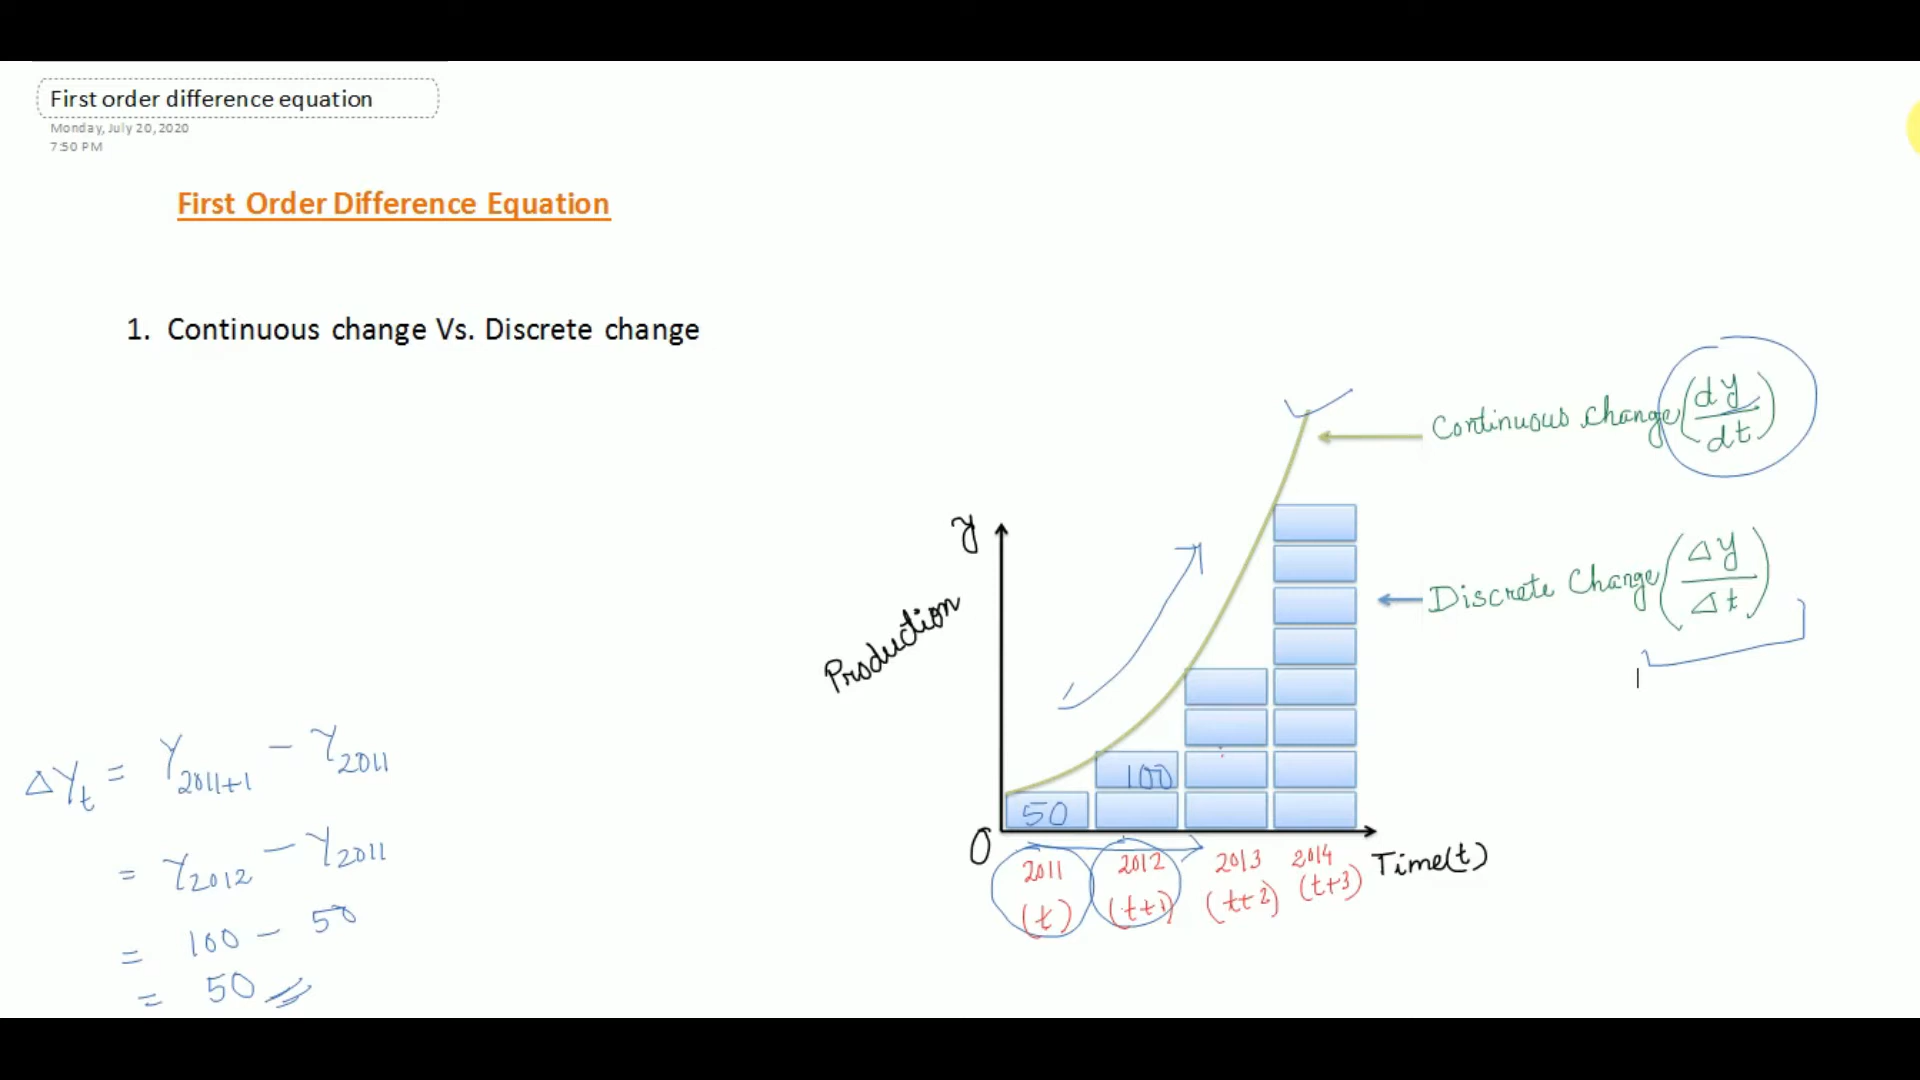 First order difference equation
Monday, July 20, 2020
7:50 PM
First Order Difference Equation
1. Continuous change Vs. Discrete change
Continuous change (dy/dt)
y
Discrete Change (Δy/Δt)
Production
ΔY_t = Y_2011+1 − Y_2011
= Y_2012 − Y_2011
= 100 − 50
= 50
100
50
0
2011 2012 2013 2014 Time(t)
(t) (t+1) (t+2) (t+3)